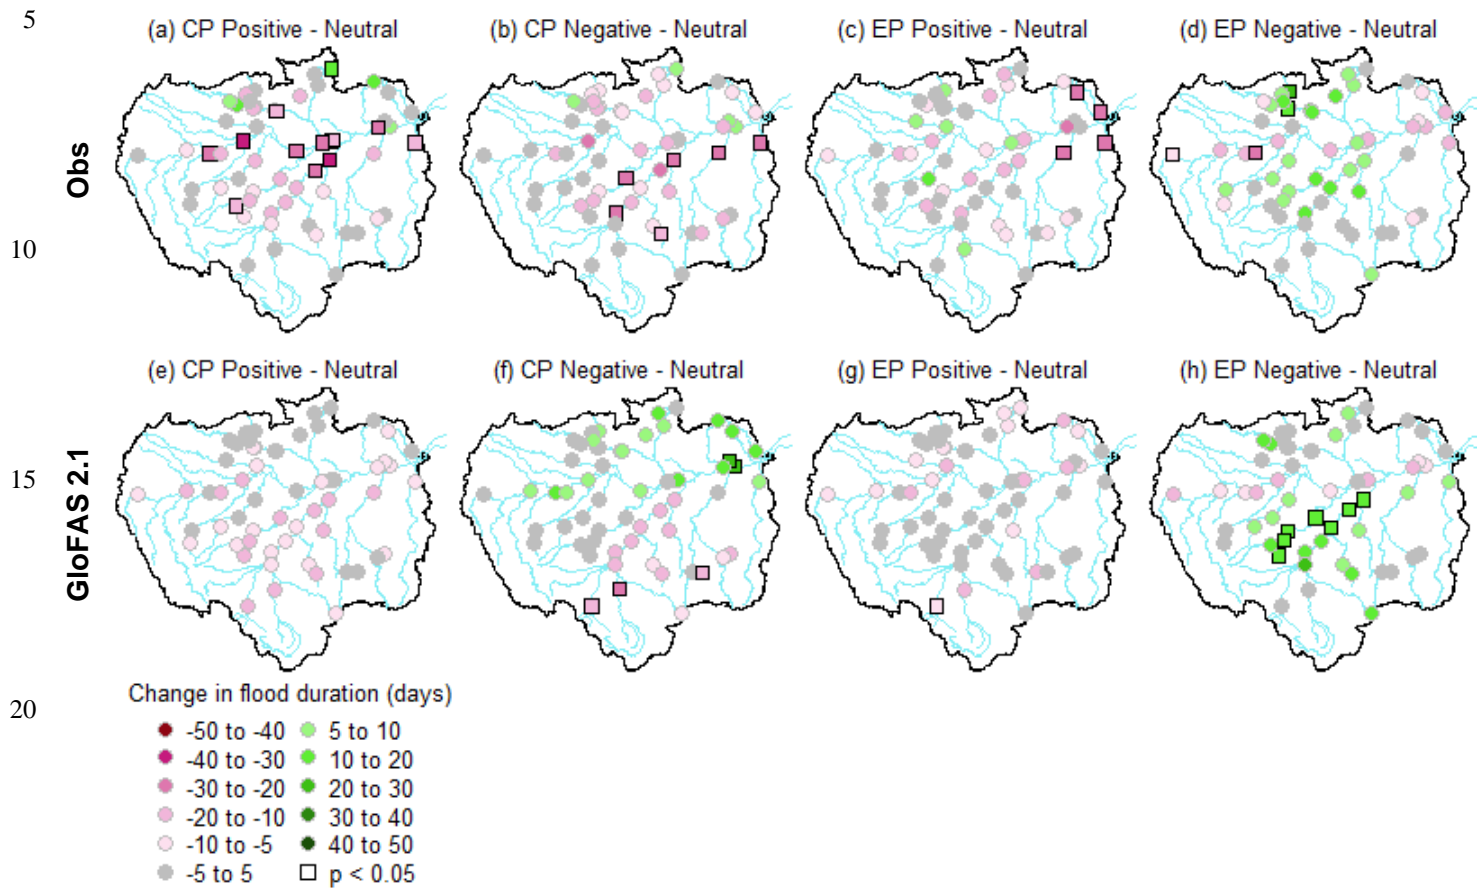 5
(a) CP Positive - Neutral
(b) CP Negative - Neutral
(c) EP Positive - Neutral
(d) EP Negative - Neutral
Obs
10
(e) CP Positive - Neutral
(f) CP Negative - Neutral
(g) EP Positive - Neutral
(h) EP Negative - Neutral
GloFAS 2.1
15
Change in flood duration (days)
20
-50 to -40
-40 to -30
-30 to -20
-20 to -10
-10 to -5
-5 to 5
5 to 10
10 to 20
20 to 30
30 to 40
40 to 50
p < 0.05